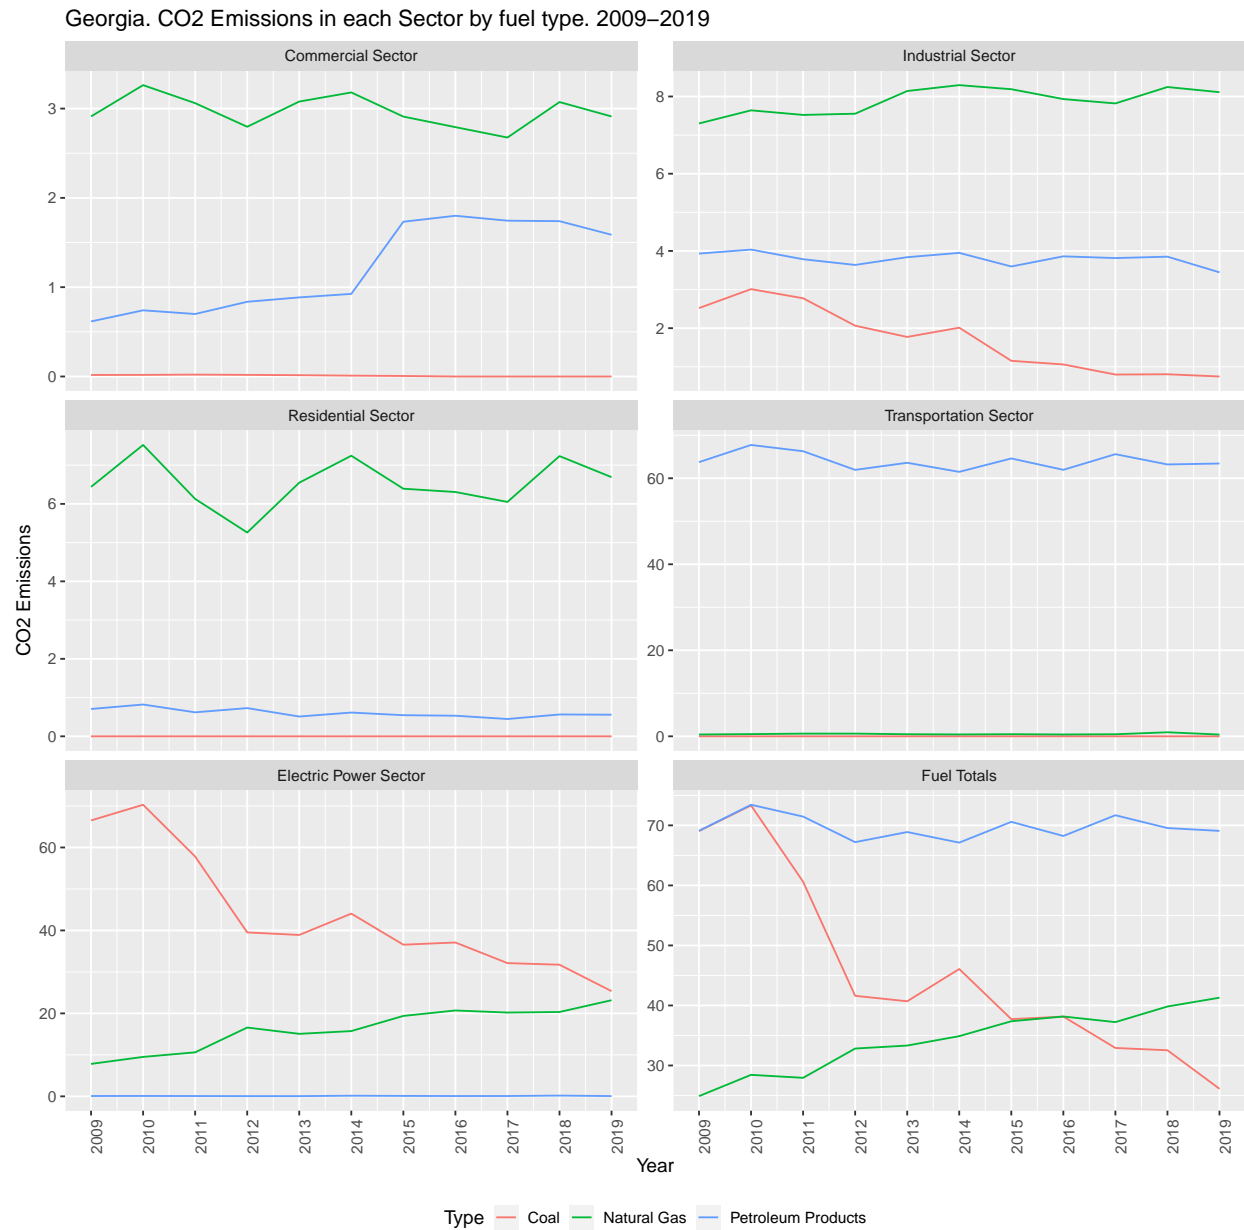 Georgia. CO2 Emissions in each Sector by fuel type. 2009–2019
Commercial Sector
3
2
1
0
Industrial Sector
8
6
4
2
Residential Sector
6
4
2
0
Transportation Sector
60
40
20
0
Electric Power Sector
60
40
20
0
Fuel Totals
70
60
50
40
30
CO2 Emissions
2009 2010 2011 2012 2013 2014 2015 2016 2017 2018 2019
2009 2010 2011 2012 2013 2014 2015 2016 2017 2018 2019
Year
Type Coal Natural Gas Petroleum Products